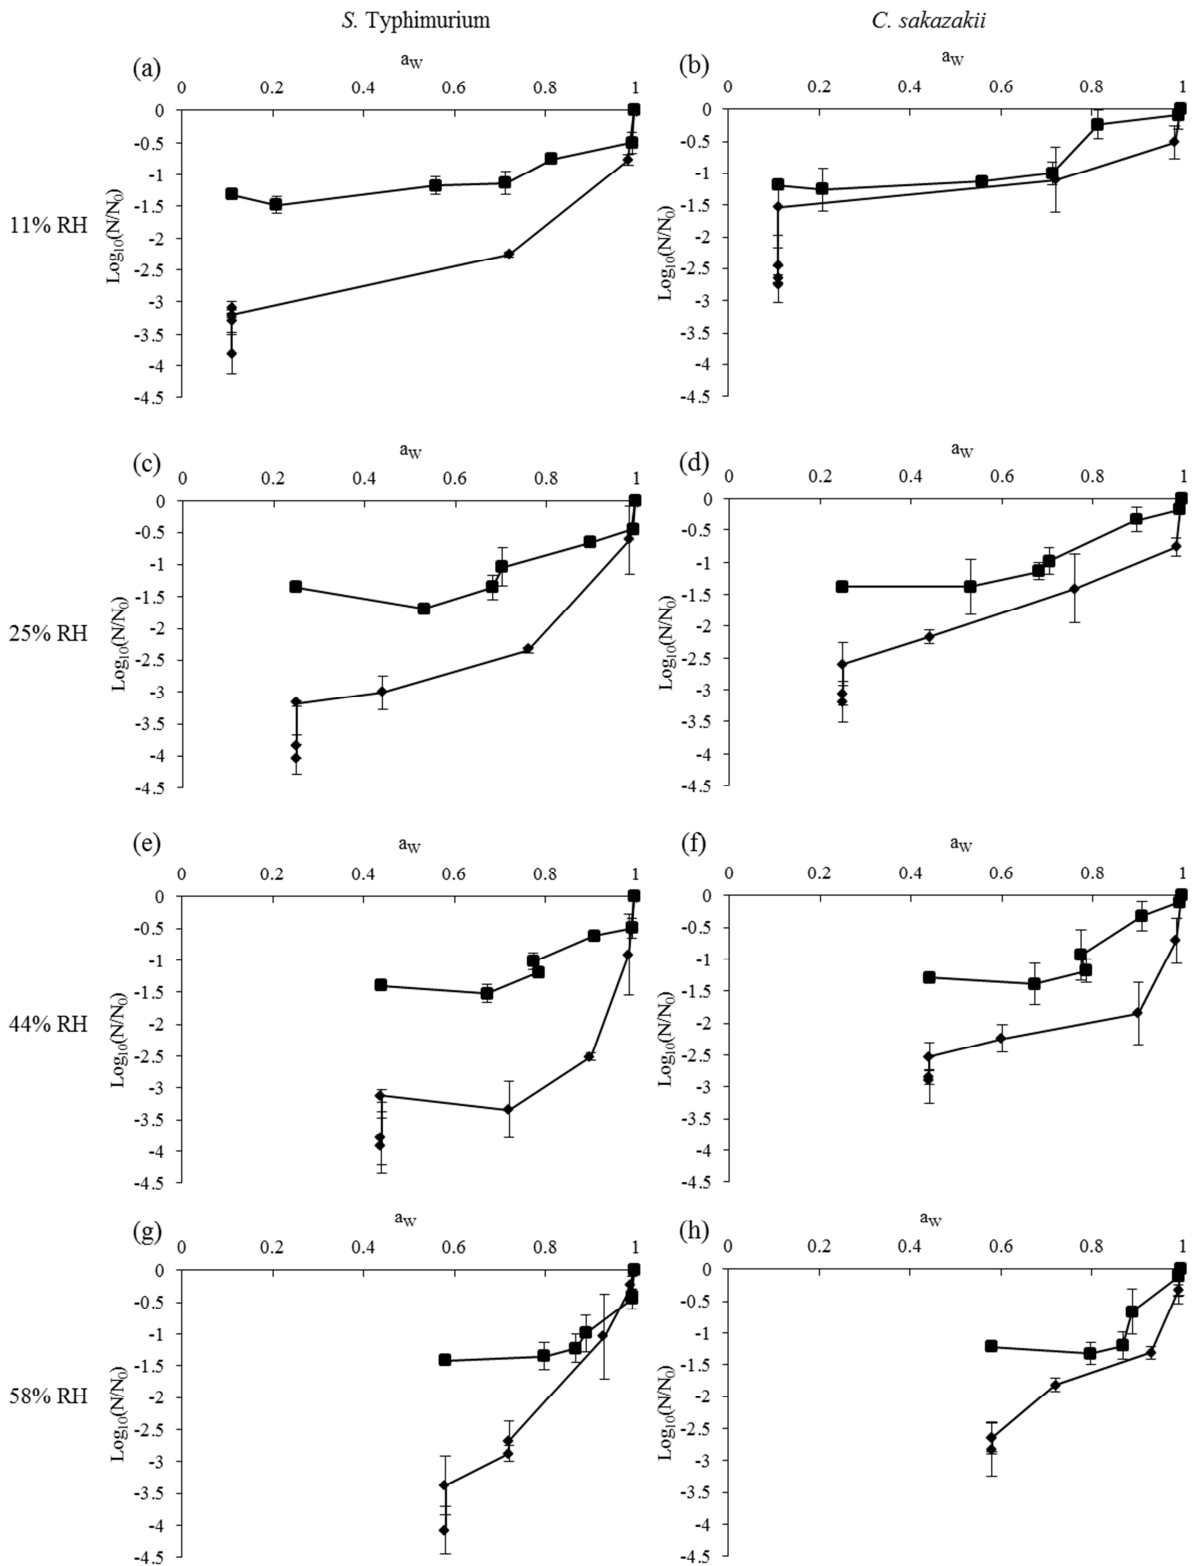 S. Typhimurium C. sakazakii
(a) aW (b) aW
0 0.2 0.4 0.6 0.8 1 0 0.2 0.4 0.6 0.8 1
11% RH
Log10(N/N0) Log10(N/N0)
0 0
-0.5 -0.5
-1 -1
-1.5 -1.5
-2 -2
-2.5 -2.5
-3 -3
-3.5 -3.5
-4 -4
-4.5 -4.5
(c) aW (d) aW
0 0.2 0.4 0.6 0.8 1 0 0.2 0.4 0.6 0.8 1
25% RH
Log10(N/N0) Log10(N/N0)
0 0
-0.5 -0.5
-1 -1
-1.5 -1.5
-2 -2
-2.5 -2.5
-3 -3
-3.5 -3.5
-4 -4
-4.5 -4.5
(e) aW (f) aW
0 0.2 0.4 0.6 0.8 1 0 0.2 0.4 0.6 0.8 1
44% RH
Log10(N/N0) Log10(N/N0)
0 0
-0.5 -0.5
-1 -1
-1.5 -1.5
-2 -2
-2.5 -2.5
-3 -3
-3.5 -3.5
-4 -4
-4.5 -4.5
(g) aW (h) aW
0 0.2 0.4 0.6 0.8 1 0 0.2 0.4 0.6 0.8 1
58% RH
Log10(N/N0) Log10(N/N0)
0 0
-0.5 -0.5
-1 -1
-1.5 -1.5
-2 -2
-2.5 -2.5
-3 -3
-3.5 -3.5
-4 -4
-4.5 -4.5